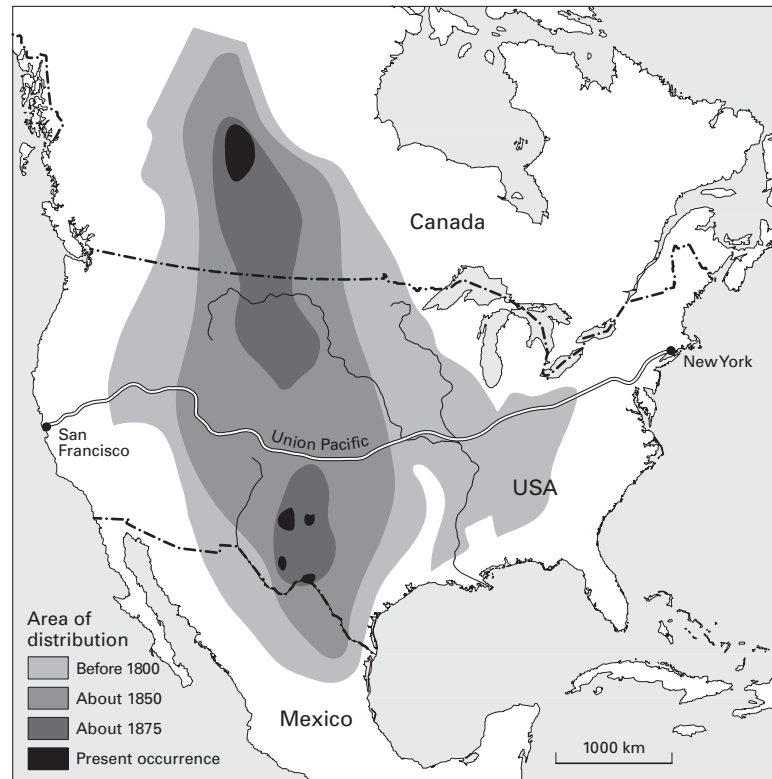 Canada
New York
San
Francisco
Union Pacific
USA
Mexico
Area of
distribution
Before 1800
About 1850
About 1875
Present occurrence
1000 km